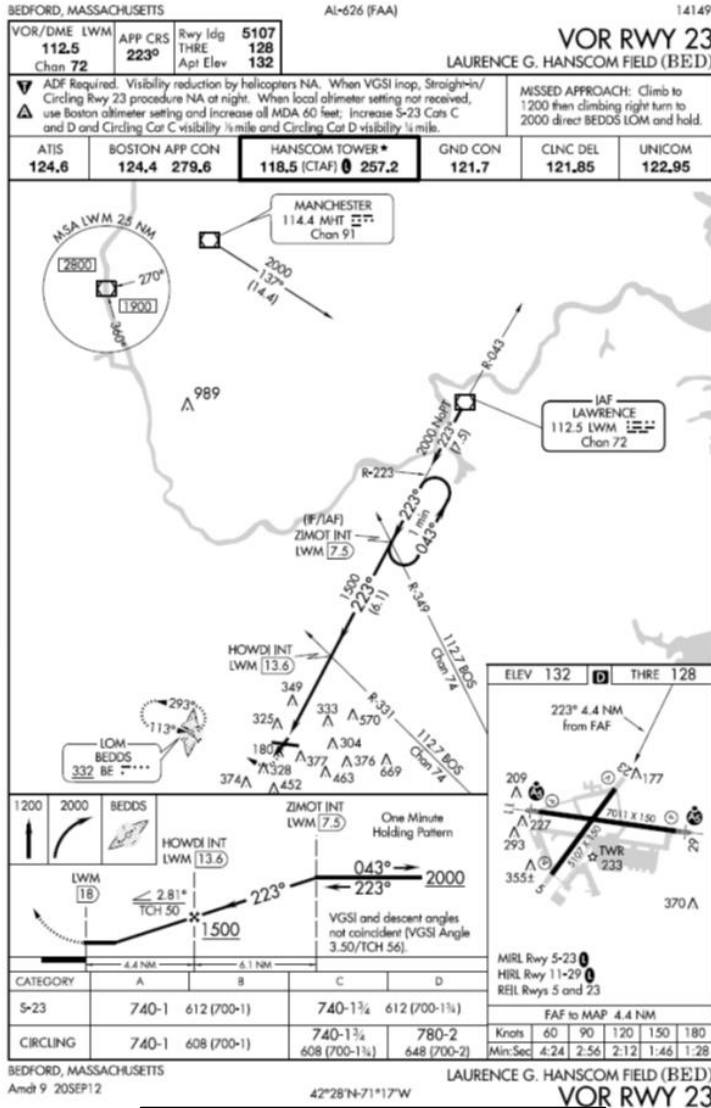 BEDFORD, MASSACHUSETTS
AL-626 (FAA)
14149
VOR/DME LWM
112.5
Chan 72
APP CRS
223°
Rwy ldg 5107
THRE 128
Apt Elev 132
VOR RWY 23
LAURENCE G. HANSCOM FIELD (BED)
T
A
ADF Required. Visibility reduction by helicopters NA. When VGSI inop, Straight-in/
Circling Rwy 23 procedure NA at night. When local altimeter setting not received,
use Boston altimeter setting and increase all MDA 60 feet; increase S-23 Cats C
and D and Circling Cat C visibility ⅛ mile and Circling Cat D visibility ¼ mile.
MISSED APPROACH: Climb to
1200 then climbing right turn to
2000 direct BEDDS LOM and hold.
ATIS
124.6
BOSTON APP CON
124.4 279.6
HANSCOM TOWER★
118.5 (CTAF) L 257.2
GND CON
121.7
CLNC DEL
121.85
UNICOM
122.95
MSA LWM 25 NM
2800
270°
1900
360°
MANCHESTER
114.4 MHT
Chan 91
2000
137°
(14.4)
989
R-043
IAF
LAWRENCE
112.5 LWM
Chan 72
2000 NoPT
223°
(7.5)
R-223
223°
1 min
043°
(IF/IAF)
ZIMOT INT
LWM 7.5
1500
223°
(6.1)
R-349
112.7 BOS
Chan 74
HOWDI INT
LWM 13.6
R-331
112.7 BOS
Chan 74
349
325
333
570
180
304
377
376
669
328
463
374
452
293°
113°
LOM
BEDDS
332 BE
ELEV 132
D
THRE 128
223° 4.4 NM
from FAF
23
177
209
11
7011 X 150
227
29
293
5107 X 150
TWR
233
355±
5
370
MIRL Rwy 5-23 L
HIRL Rwy 11-29 L
REIL Rwys 5 and 23
1200
2000
BEDDS
HOWDI INT
LWM 13.6
ZIMOT INT
LWM 7.5
One Minute
Holding Pattern
LWM
18
2.81°
TCH 50
223°
043°
223°
2000
1500
VGSI and descent angles
not coincident (VGSI Angle
3.50/TCH 56).
4.4 NM
6.1 NM
CATEGORY A B C D
S-23 740-1 612 (700-1) 740-1¾ 612 (700-1¾)
CIRCLING 740-1 608 (700-1) 740-1¾ 608 (700-1¾) 780-2 648 (700-2)
FAF to MAP 4.4 NM
Knots 60 90 120 150 180
Min:Sec 4:24 2:56 2:12 1:46 1:28
BEDFORD, MASSACHUSETTS
Amdt 9 20SEP12
42°28'N-71°17'W
LAURENCE G. HANSCOM FIELD (BED)
VOR RWY 23